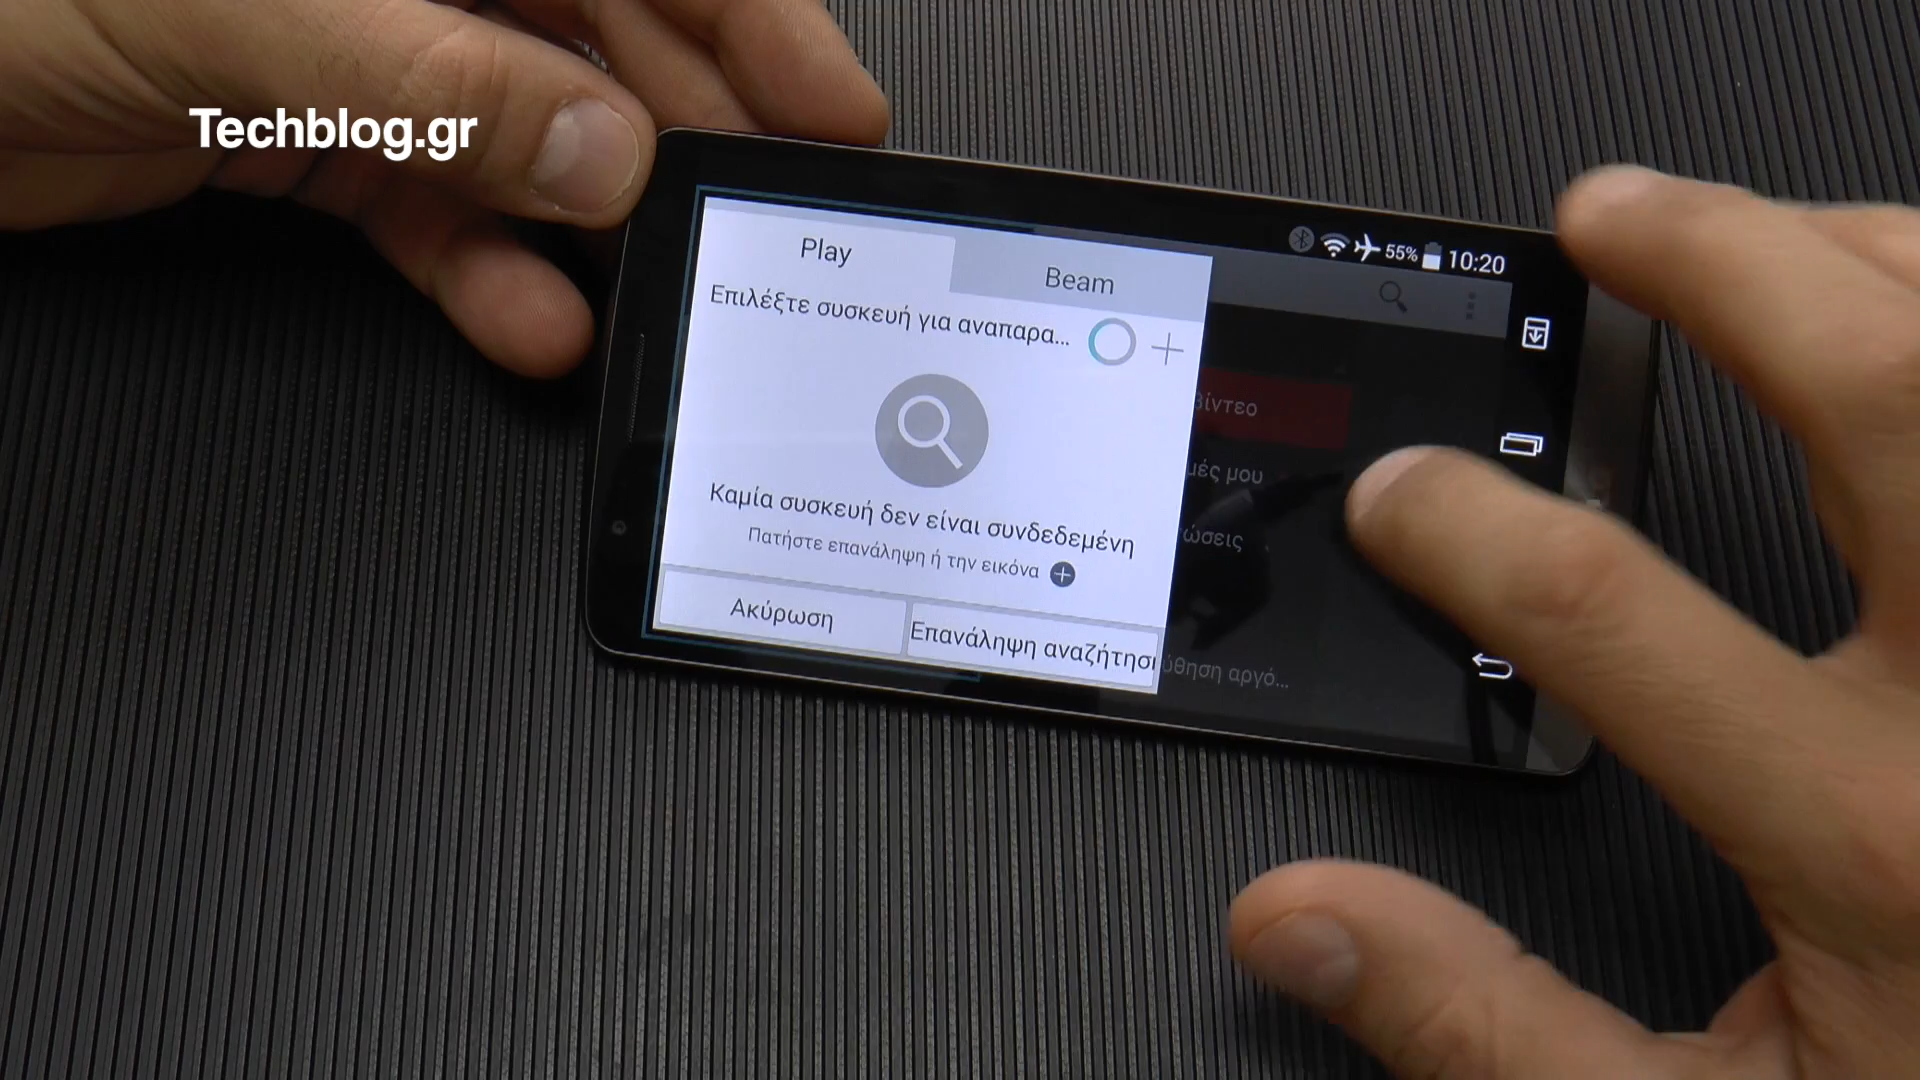 Techblog.gr
55% 10:20
Play
Beam
Επιλέξτε συσκευή για αναπαρα...
Καμία συσκευή δεν είναι συνδεδεμένη
Πατήστε επανάληψη ή την εικόνα
Ακύρωση
Επανάληψη αναζήτησ
βίντεο
μές μου
ώσεις
ύθηση αργό...